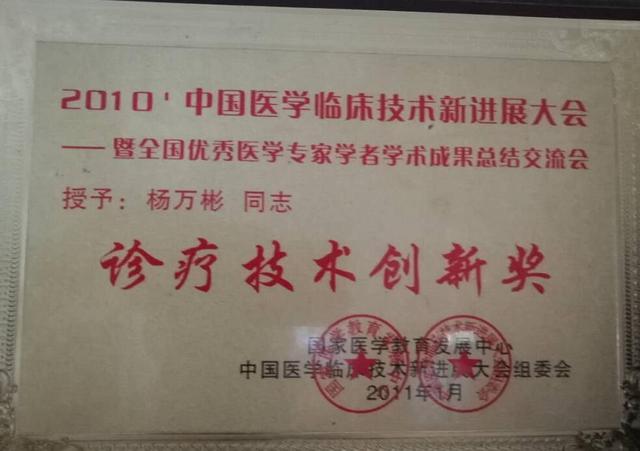 2010'中国医学临床技术新进展大会
——暨全国优秀医学专家学者学术成果总结交流会
授予：杨万彬 同志
诊疗技术创新奖
国家医学教育发展中心
中国医学临床技术新进展大会组委会
2011年1月